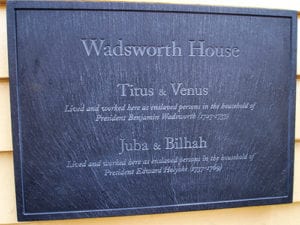 Wadsworth House
Titus & Venus
Lived and worked here as enslaved persons in the household of
President Benjamin Wadsworth (1725-1737)
Juba & Bilhah
Lived and worked here as enslaved persons in the household of
President Edward Holyoke (1737-1769)